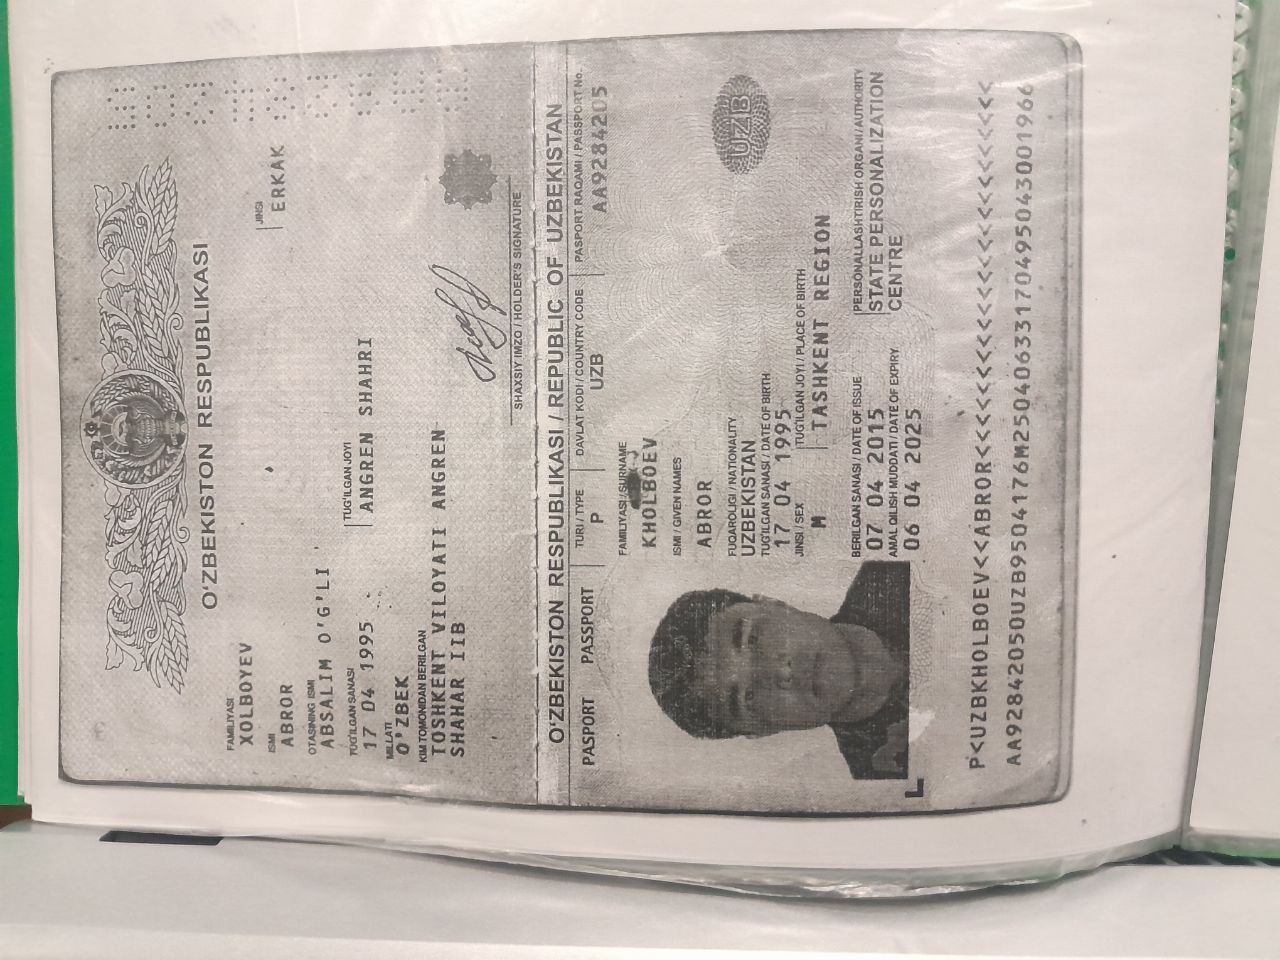 O‘ZBEKISTON RESPUBLIKASI
FAMILIYASI
XOLBOYEV
JINSI
ERKAK
ISMI
ABROR
OTASINING ISMI
ABSALIM O'G'LI
TUG'ILGAN SANASI
TUG'ILGAN JOYI
17 04 1995
ANGREN SHAHRI
MILLATI
O'ZBEK
KIM TOMONIDAN BERILGAN
TOSHKENT VILOYATI ANGREN
SHAHAR IIB
SHAXSIY IMZO / HOLDER'S SIGNATURE
O‘ZBEKISTON RESPUBLIKASI / REPUBLIC OF UZBEKISTAN
PASPORT PASSPORT
TURI / TYPE
DAVLAT KODI / COUNTRY CODE
PASPORT RAQAMI / PASSPORT No.
P
UZB
AA9284205
FAMILIYASI / SURNAME
KHOLBOEV
ISMI / GIVEN NAMES
ABROR
FUQAROLIGI / NATIONALITY
UZBEKISTAN
UZB
TUG'ILGAN SANASI / DATE OF BIRTH
17 04 1995
JINSI / SEX
TUG'ILGAN JOYI / PLACE OF BIRTH
M
TASHKENT REGION
BERILGAN SANASI / DATE OF ISSUE
PERSONALLASHTIRISH ORGANI / AUTHORITY
07 04 2015
STATE PERSONALIZATION
AMAL QILISH MUDDATI / DATE OF EXPIRY
CENTRE
06 04 2025
P<UZBKHOLBOEV<<ABROR<<<<<<<<<<<<<<<<<<<<<<<<
AA92842050UZB9504176M25040633170495043001966